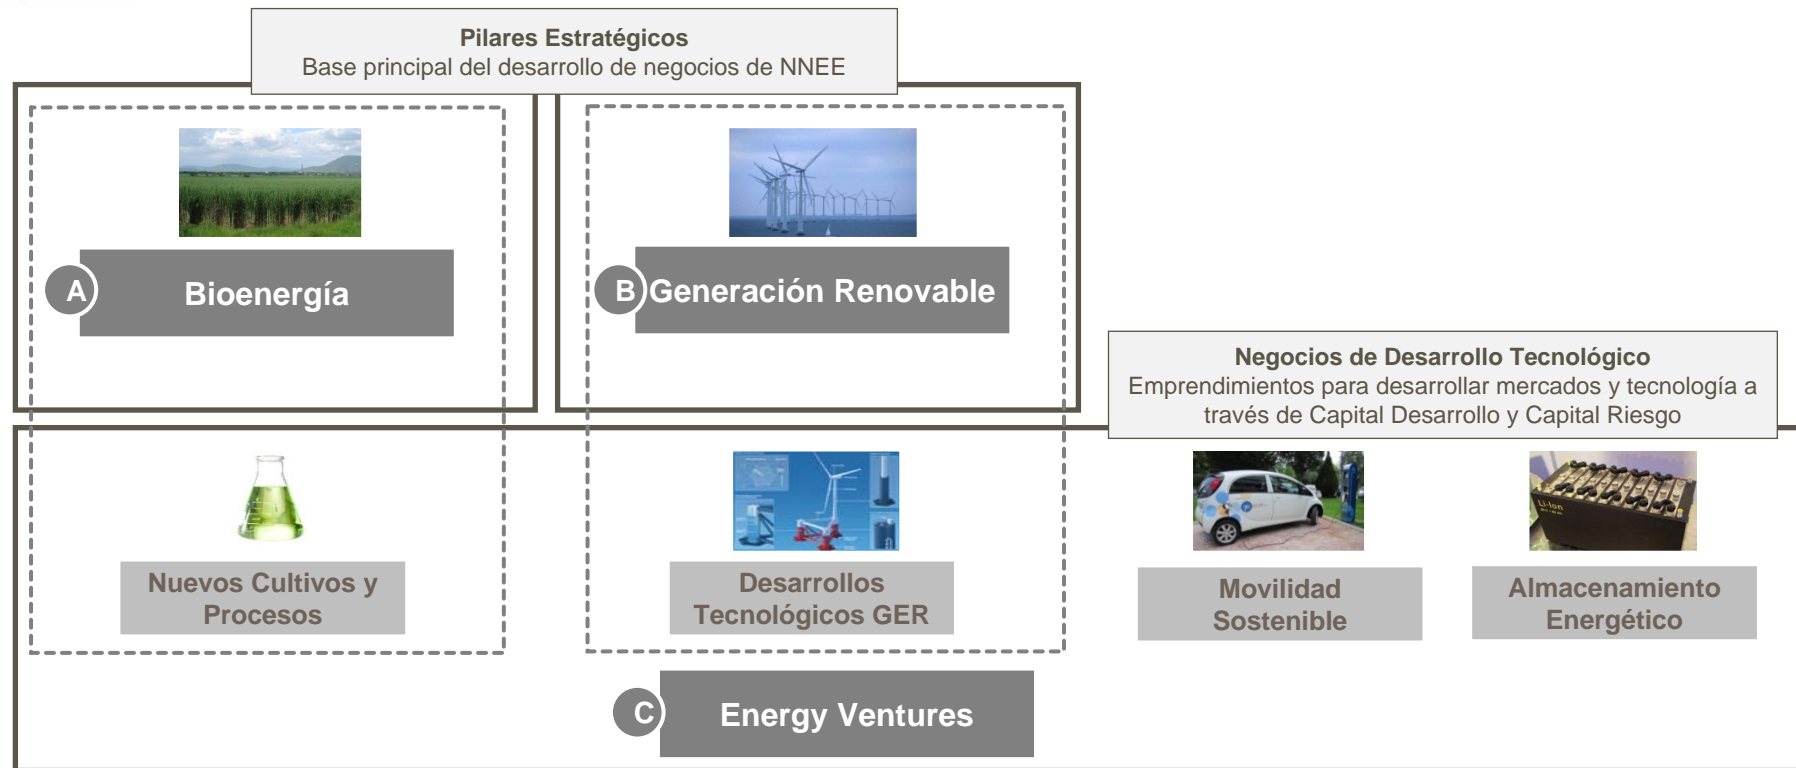 Pilares Estratégicos
Base principal del desarrollo de negocios de NNEE
A
Bioenergía
B
Generación Renovable
Negocios de Desarrollo Tecnológico
Emprendimientos para desarrollar mercados y tecnología a
través de Capital Desarrollo y Capital Riesgo
Li-Ion
Nuevos Cultivos y
Procesos
Desarrollos
Tecnológicos GER
Movilidad
Sostenible
Almacenamiento
Energético
C
Energy Ventures